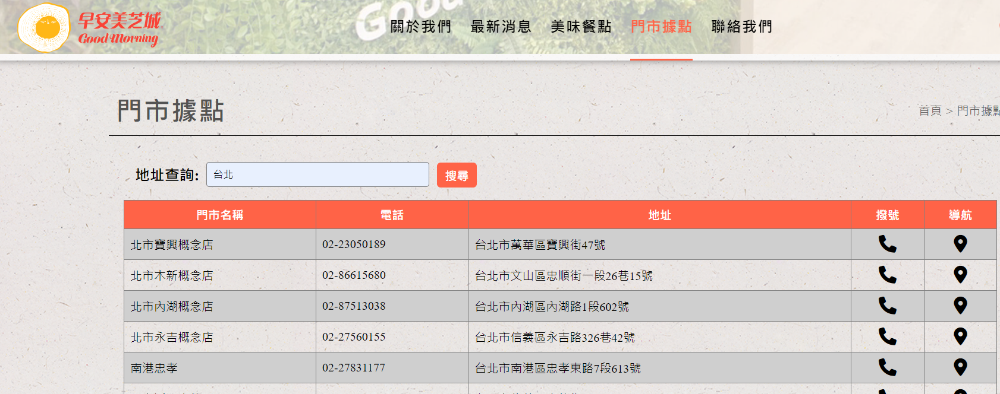 早安美芝城
Good Morning
Good
關於我們 最新消息 美味餐點 門市據點 聯絡我們
門市據點
首頁 > 門市據點
地址查詢: 台北 搜尋
門市名稱 電話 地址 撥號 導航
北市寶興概念店 02-23050189 台北市萬華區寶興街47號
北市木新概念店 02-86615680 台北市文山區忠順街一段26巷15號
北市內湖概念店 02-87513038 台北市內湖區內湖路1段602號
北市永吉概念店 02-27560155 台北市信義區永吉路326巷42號
南港忠孝 02-27831177 台北市南港區忠孝東路7段613號